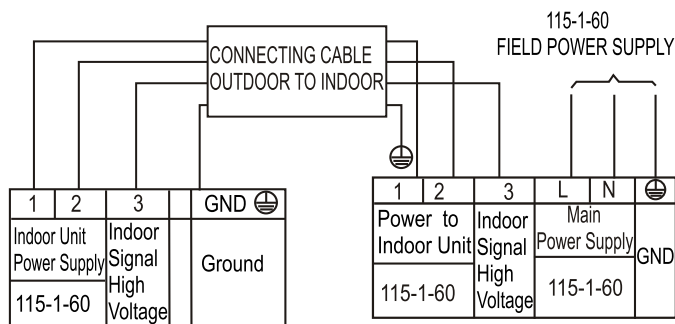 115-1-60
FIELD POWER SUPPLY
CONNECTING CABLE
OUTDOOR TO INDOOR
1 2 3 GND
Indoor Unit
Power Supply
115-1-60
Indoor
Signal
High
Voltage
Ground
1 2 3 L N
Power to
Indoor Unit
115-1-60
Indoor
Signal
High
Voltage
Main
Power Supply
115-1-60
GND